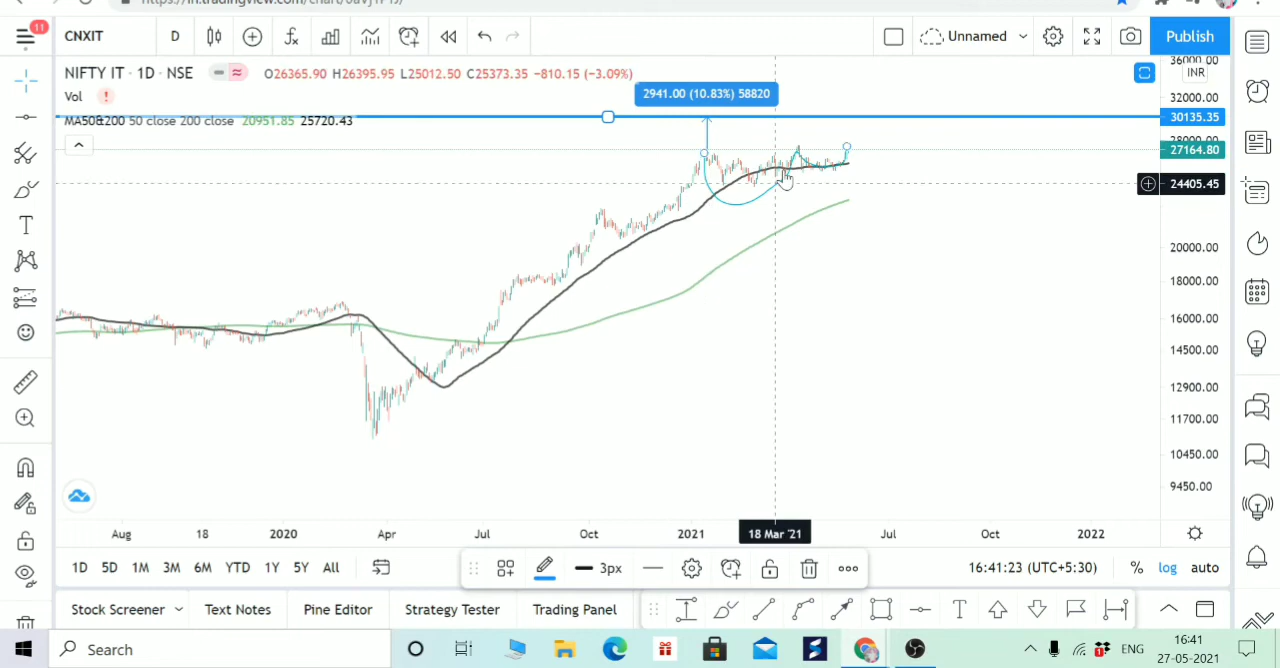 11
CNXIT
D
Unnamed
Publish
NIFTY IT · 1D · NSE
O26365.90 H26395.95 L25012.50 C25373.35 −810.15 (−3.09%)
Vol
2941.00 (10.83%) 58820
MA50&200 50 close 200 close 20951.85 25720.43
36000.00
INR
32000.00
30135.35
28000.00
27164.80
24405.45
20000.00
18000.00
16000.00
14500.00
12900.00
11700.00
10450.00
9450.00
Aug
18
2020
Apr
Jul
Oct
2021
18 Mar '21
Jul
Oct
2022
1D 5D 1M 3M 6M YTD 1Y 5Y All
3px
16:41:23 (UTC+5:30)
% log auto
Stock Screener
Text Notes
Pine Editor
Strategy Tester
Trading Panel
Search
ENG
16:41
27-05-2021